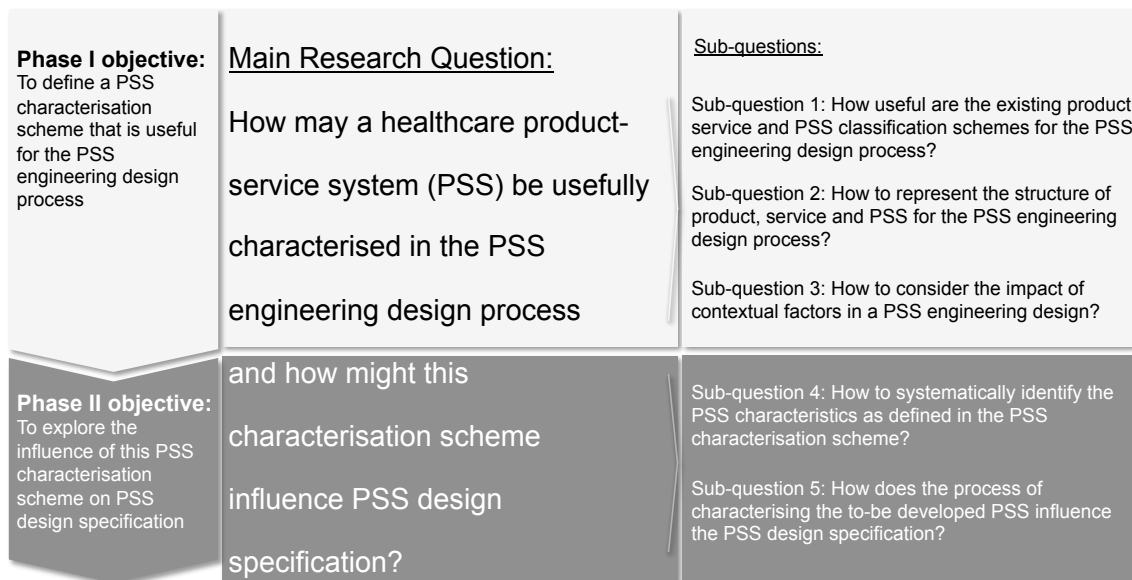 Phase I objective:
To define a PSS
characterisation
scheme that is useful
for the PSS
engineering design
process
Main Research Question:
How may a healthcare product-
service system (PSS) be usefully
characterised in the PSS
engineering design process
Sub-questions:
Sub-question 1: How useful are the existing product
service and PSS classification schemes for the PSS
engineering design process?
Sub-question 2: How to represent the structure of
product, service and PSS for the PSS engineering
design process?
Sub-question 3: How to consider the impact of
contextual factors in a PSS engineering design?
Phase II objective:
To explore the
influence of this PSS
characterisation
scheme on PSS
design specification
and how might this
characterisation scheme
influence PSS design
specification?
Sub-question 4: How to systematically identify the
PSS characteristics as defined in the PSS
characterisation scheme?
Sub-question 5: How does the process of
characterising the to-be developed PSS influence
the PSS design specification?